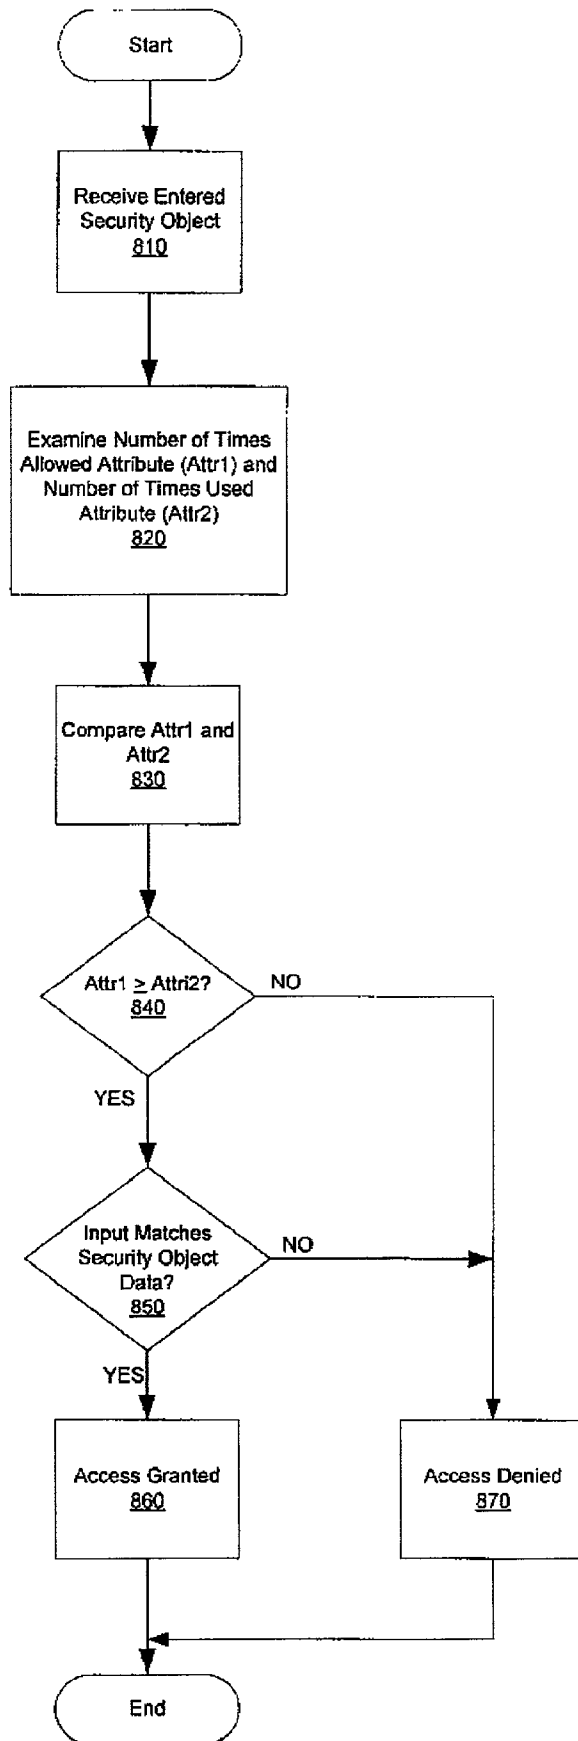 Start
Receive Entered
Security Object
810
Examine Number of Times
Allowed Attribute (Attr1) and
Number of Times Used
Attribute (Attr2)
820
Compare Attr1 and
Attr2
830
Attr1 ≥ Attri2?
840
NO
YES
Input Matches
Security Object
Data?
850
NO
YES
Access Granted
860
Access Denied
870
End